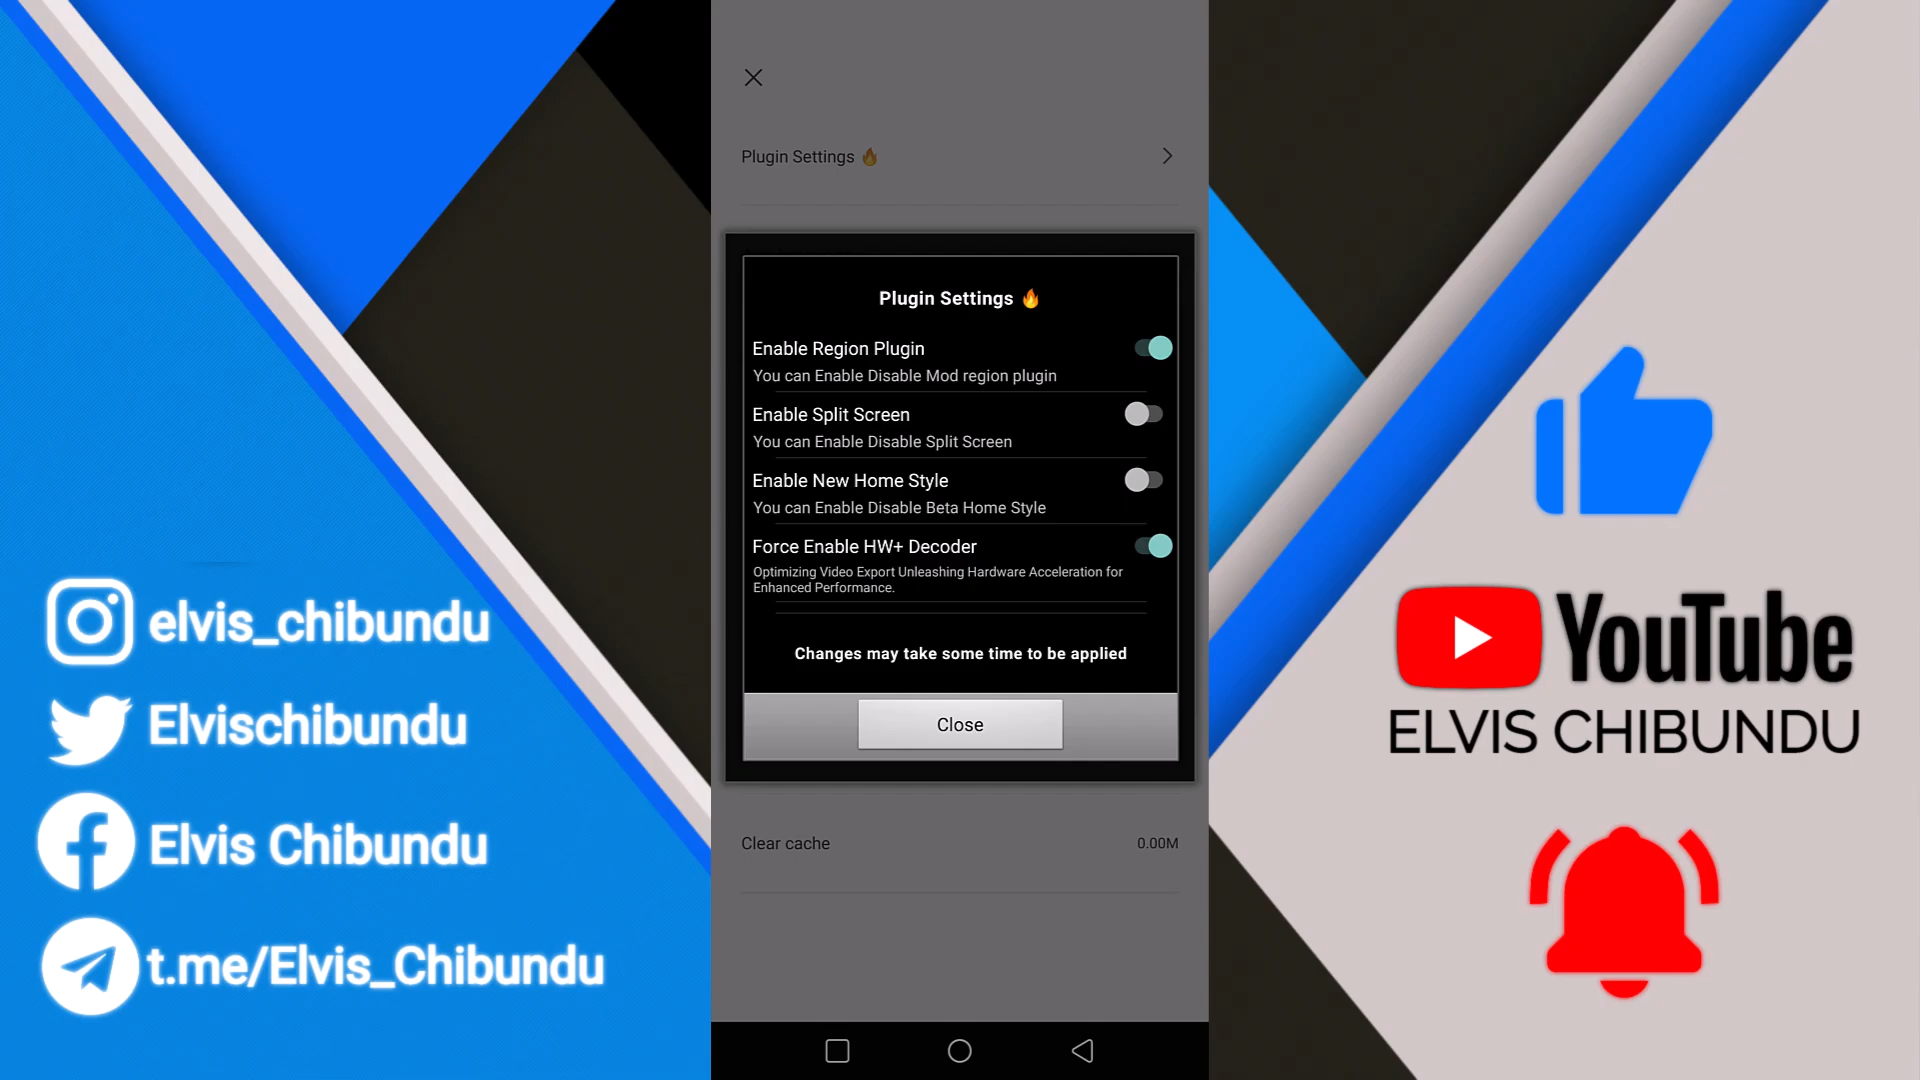 Plugin Settings 🔥
Plugin Settings 🔥
Enable Region Plugin
You can Enable Disable Mod region plugin
Enable Split Screen
You can Enable Disable Split Screen
Enable New Home Style
You can Enable Disable Beta Home Style
Force Enable HW+ Decoder
Optimizing Video Export Unleashing Hardware Acceleration for
Enhanced Performance.
Changes may take some time to be applied
Close
Clear cache 0.00M
elvis_chibundu
Elvischibundu
Elvis Chibundu
t.me/Elvis_Chibundu
YouTube
ELVIS CHIBUNDU